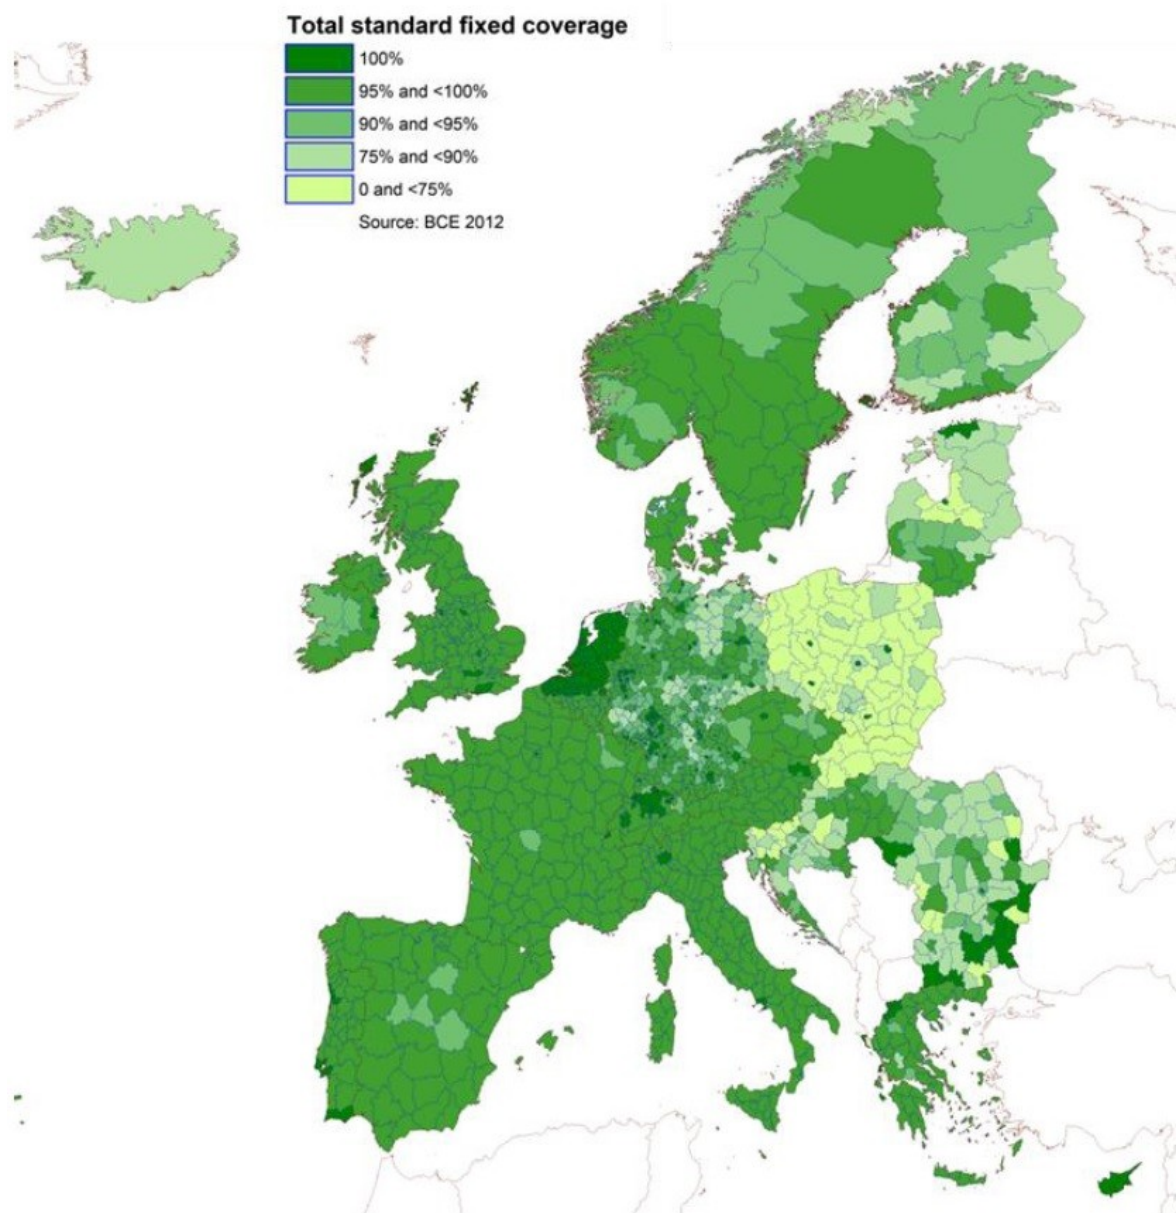 Total standard fixed coverage
100%
95% and <100%
90% and <95%
75% and <90%
0 and <75%
Source: BCE 2012